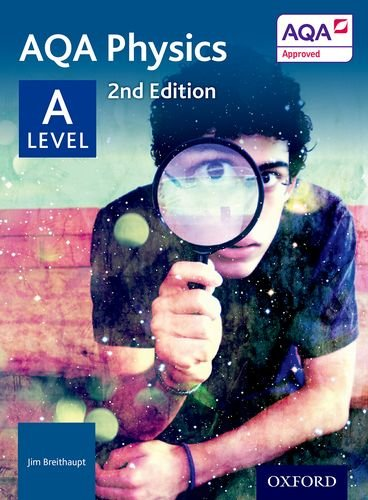 AQA Physics
AQA
Approved
A
LEVEL
2nd Edition
Jim Breithaupt
OXFORD